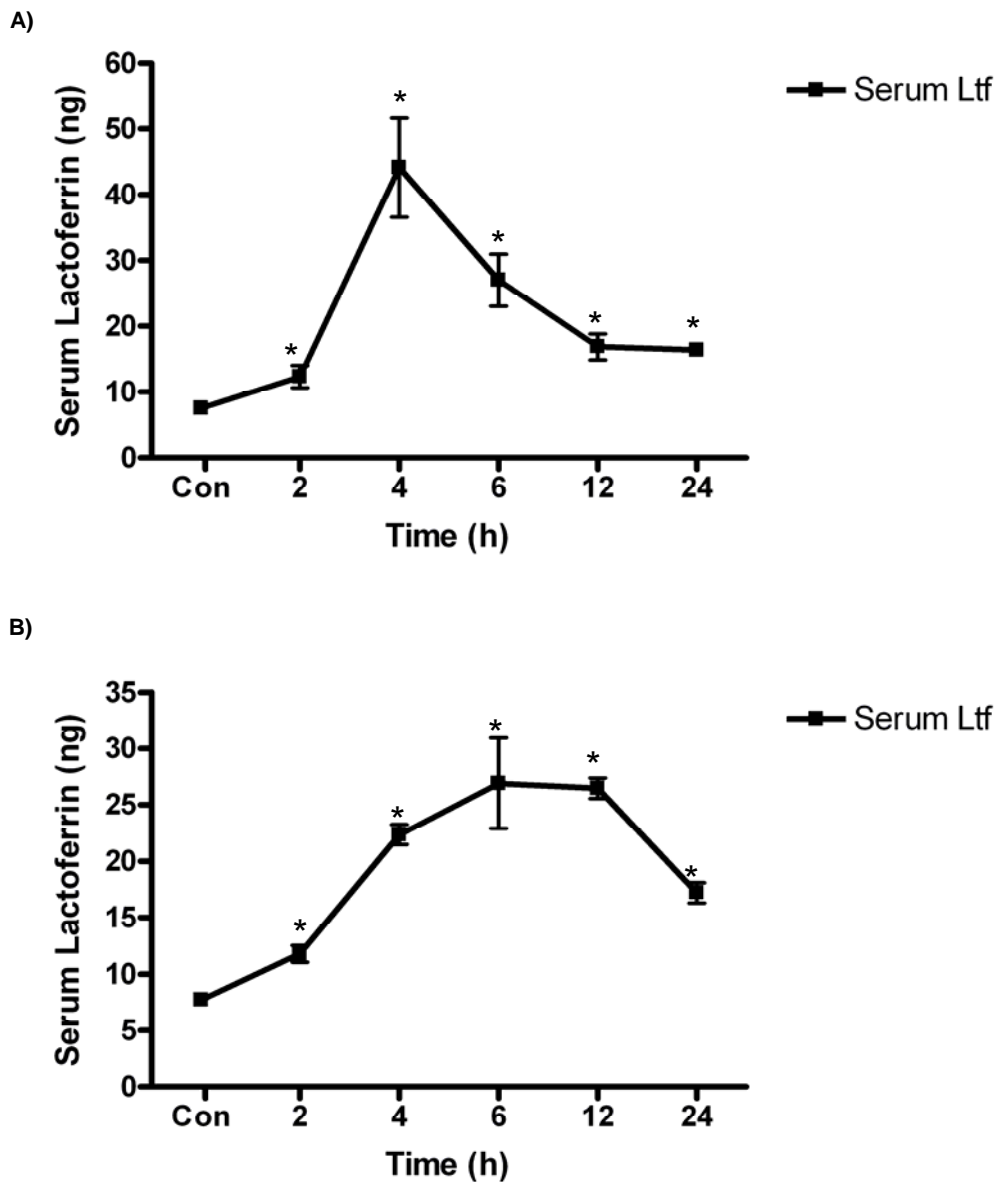 A)
Serum Lactoferrin (ng)
60
50
40
30
20
10
0
* * * * *
Con 2 4 6 12 24
Time (h)
Serum Ltf
B)
Serum Lactoferrin (ng)
35
30
25
20
15
10
5
0
* * * * *
Con 2 4 6 12 24
Time (h)
Serum Ltf